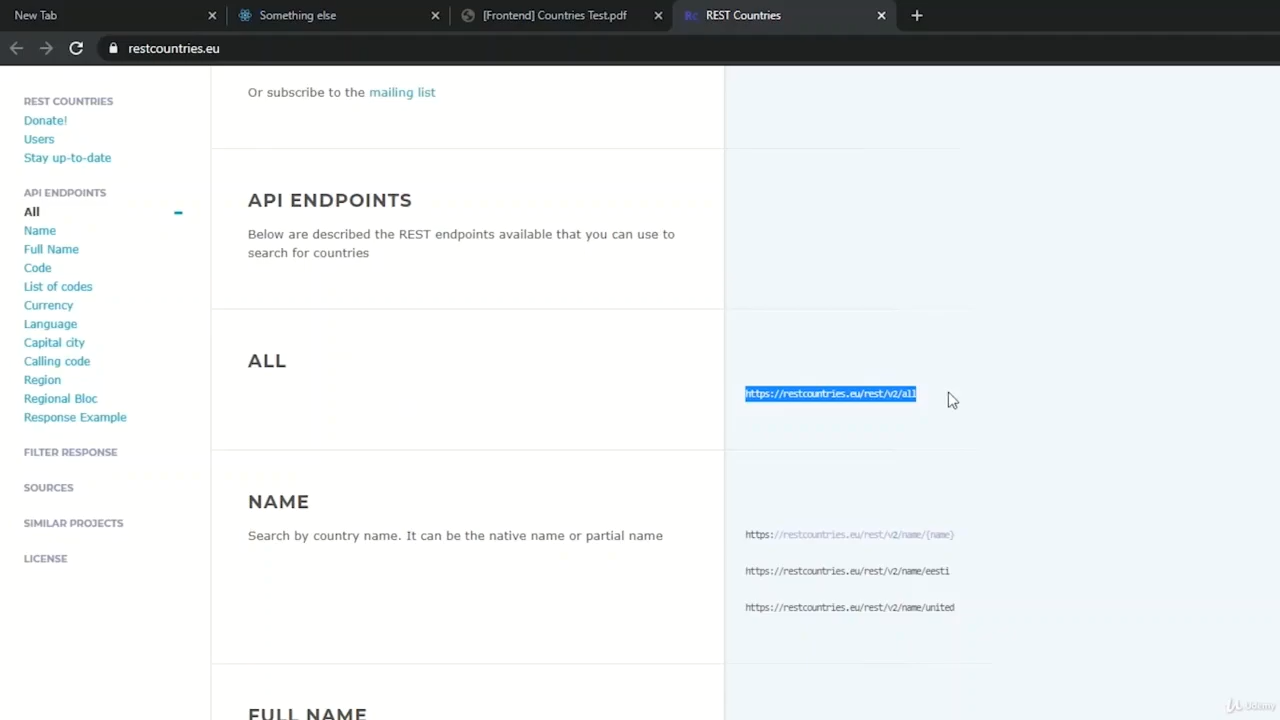 New Tab
Something else
[Frontend] Countries Test.pdf
Rc REST Countries
restcountries.eu
REST COUNTRIES
Donate!
Users
Stay up-to-date
API ENDPOINTS
All
Name
Full Name
Code
List of codes
Currency
Language
Capital city
Calling code
Region
Regional Bloc
Response Example
FILTER RESPONSE
SOURCES
SIMILAR PROJECTS
LICENSE
Or subscribe to the mailing list
API ENDPOINTS
Below are described the REST endpoints available that you can use to
search for countries
ALL
https://restcountries.eu/rest/v2/all
NAME
Search by country name. It can be the native name or partial name
https://restcountries.eu/rest/v2/name/{name}
https://restcountries.eu/rest/v2/name/eesti
https://restcountries.eu/rest/v2/name/united
FULL NAME
Udemy